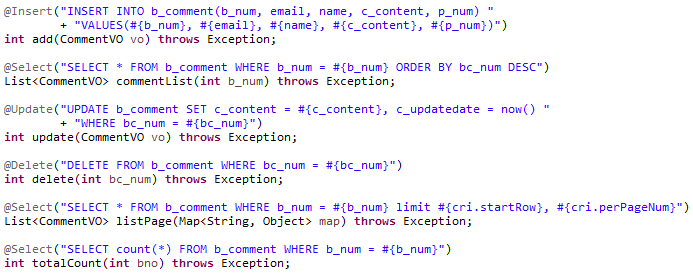 @Insert("INSERT INTO b_comment(b_num, email, name, c_content, p_num) "
+ "VALUES(#{b_num}, #{email}, #{name}, #{c_content}, #{p_num})")
int add(CommentVO vo) throws Exception;
@Select("SELECT * FROM b_comment WHERE b_num = #{b_num} ORDER BY bc_num DESC")
List<CommentVO> commentList(int b_num) throws Exception;
@Update("UPDATE b_comment SET c_content = #{c_content}, c_updatedate = now() "
+ "WHERE bc_num = #{bc_num}")
int update(CommentVO vo) throws Exception;
@Delete("DELETE FROM b_comment WHERE bc_num = #{bc_num}")
int delete(int bc_num) throws Exception;
@Select("SELECT * FROM b_comment WHERE b_num = #{b_num} limit #{cri.startRow}, #{cri.perPageNum}")
List<CommentVO> listPage(Map<String, Object> map) throws Exception;
@Select("SELECT count(*) FROM b_comment WHERE b_num = #{b_num}")
int totalCount(int bno) throws Exception;